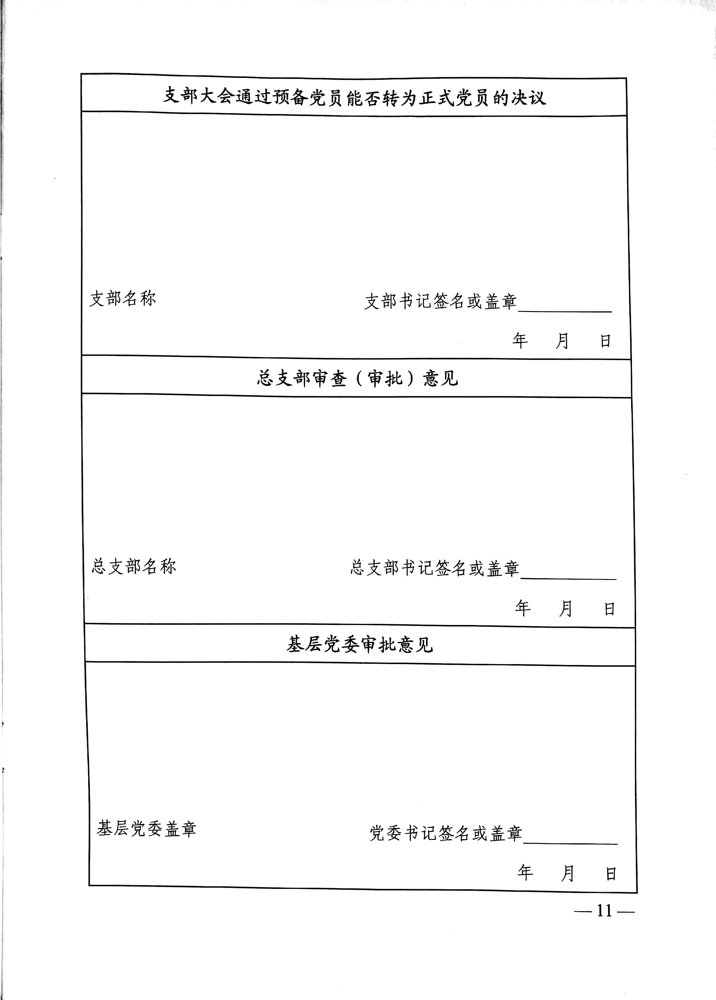 支部大会通过预备党员能否转为正式党员的决议
支部名称 支部书记签名或盖章
年 月 日
总支部审查（审批）意见
总支部名称 总支部书记签名或盖章
年 月 日
基层党委审批意见
基层党委盖章 党委书记签名或盖章
年 月 日
—11—